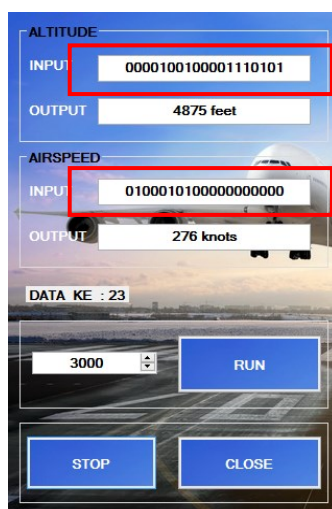 ALTITUDE
INPUT 0000100100001110101
OUTPUT 4875 feet
AIRSPEED
INPUT 0100010100000000000
OUTPUT 276 knots
DATA KE : 23
3000 RUN
STOP CLOSE